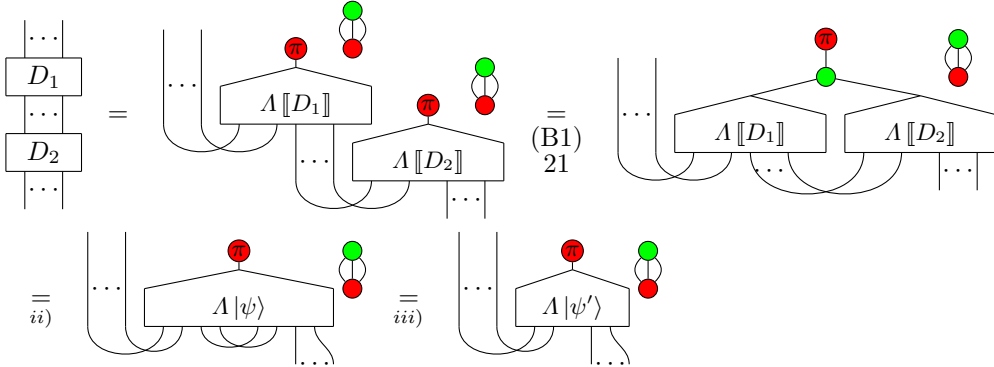 ... π π π
D₁ ... Λ⟦D₁⟧ π ... Λ⟦D₁⟧ Λ⟦D₂⟧
... = ... Λ⟦D₂⟧ = (B1) 21 ... ...
D₂ ...
...
= ii) ... π Λ|ψ⟩ ... = iii) ... π Λ|ψ′⟩ ...